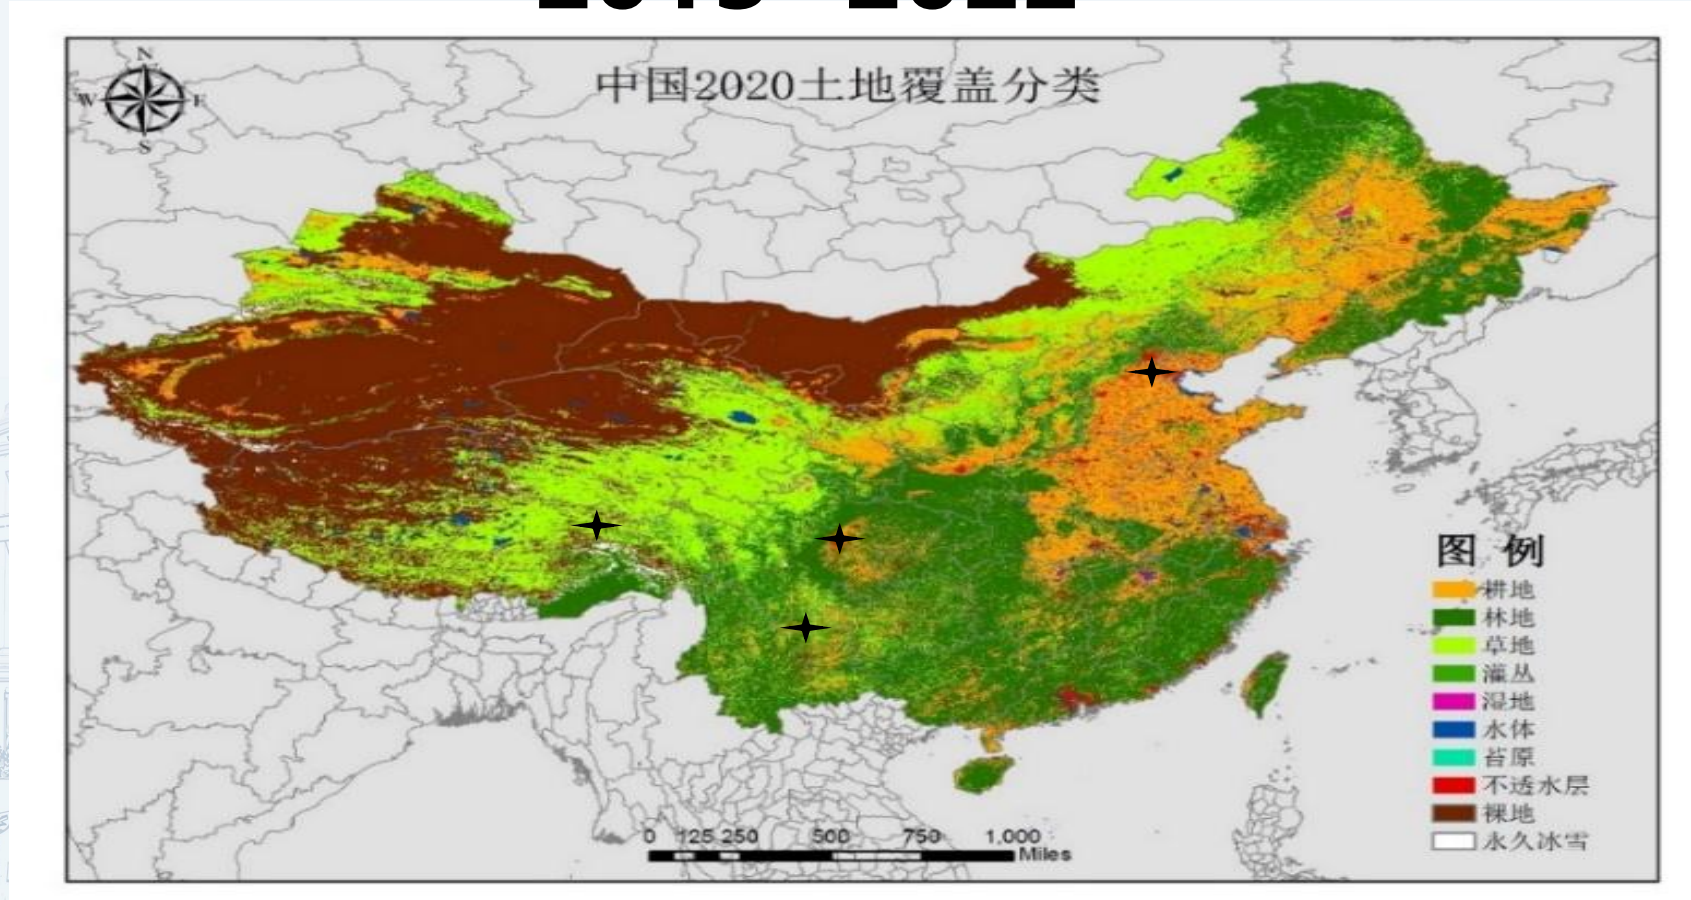 N
W
E
S
中国2020土地覆盖分类
图 例
耕地
林地
草地
灌丛
湿地
水体
苔原
不透水层
裸地
永久冰雪
0 125 250 500 750 1,000
Miles